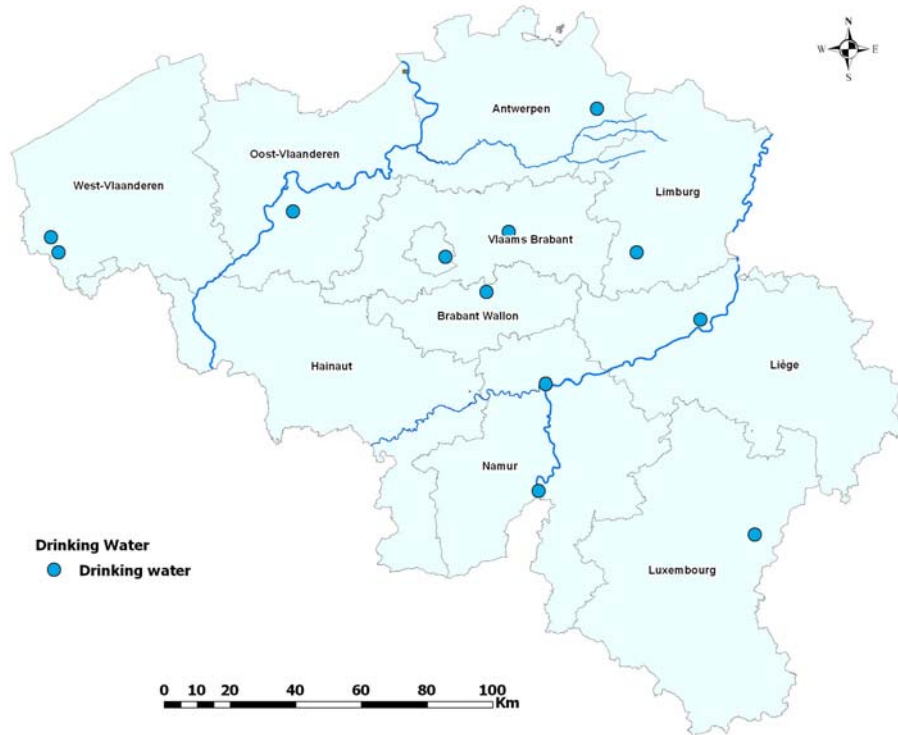 N
W E
S
Antwerpen
Oost-Vlaanderen
West-Vlaanderen
Limburg
Vlaams Brabant
Brabant Wallon
Hainaut
Liège
Namur
Luxembourg
Drinking Water
Drinking water
0 10 20 40 60 80 100
Km